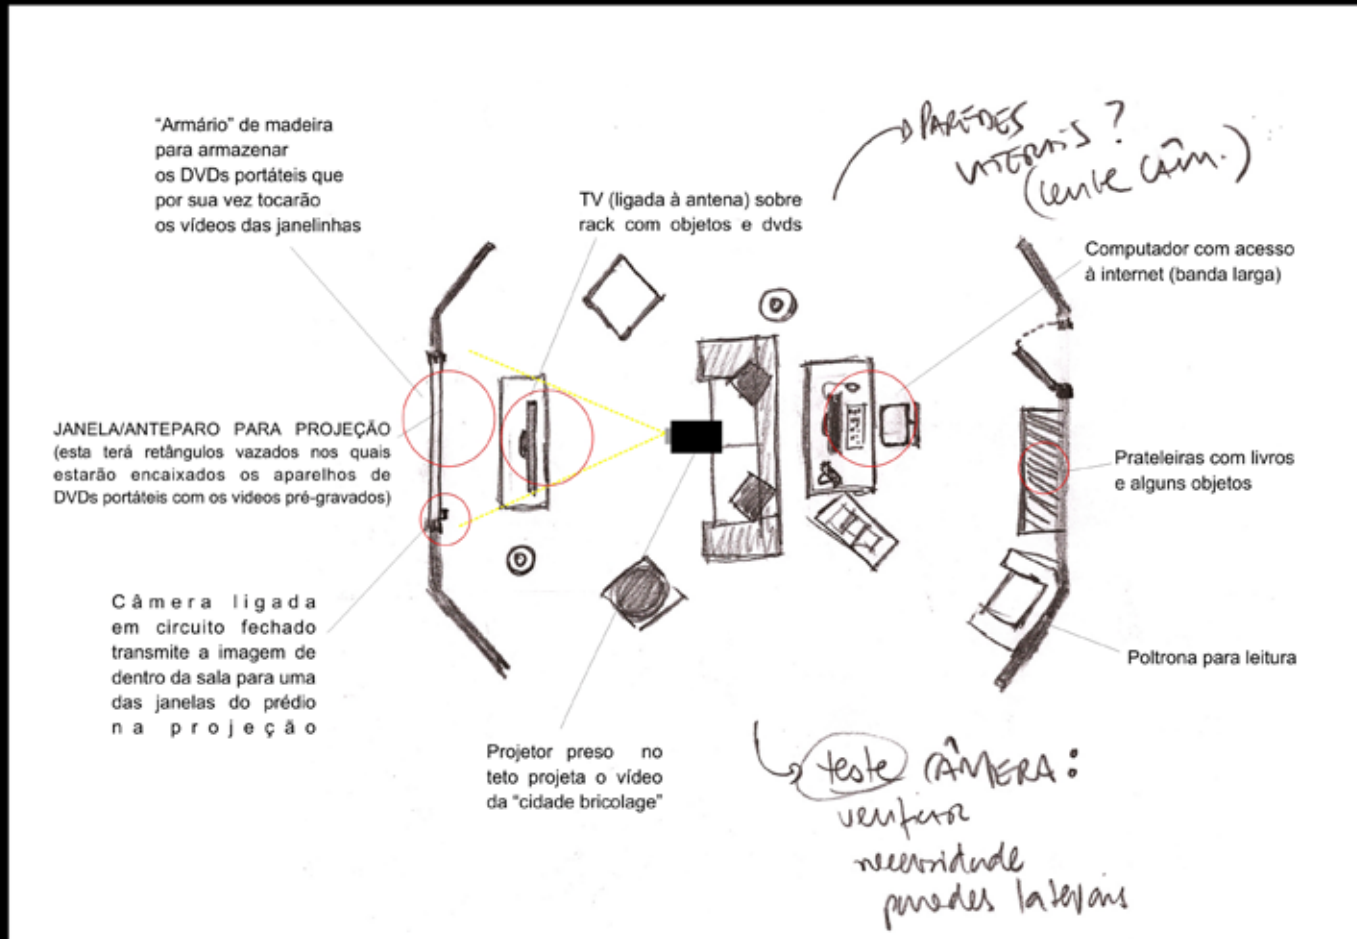 "Armário" de madeira
para armazenar
os DVDs portáteis que
por sua vez tocarão
os vídeos das janelinhas
TV (ligada à antena) sobre
rack com objetos e dvds
PAREDES
LATERAIS?
(lente CÂM.)
Computador com acesso
à internet (banda larga)
JANELA/ANTEPARO PARA PROJEÇÃO
(esta terá retângulos vazados nos quais
estarão encaixados os aparelhos de
DVDs portáteis com os videos pré-gravados)
Prateleiras com livros
e alguns objetos
Câmera ligada
em circuito fechado
transmite a imagem de
dentro da sala para uma
das janelas do prédio
na projeção
Poltrona para leitura
Projetor preso no
teto projeta o vídeo
da "cidade bricolage"
teste CÂMERA:
verificar
necessidade
paredes laterais